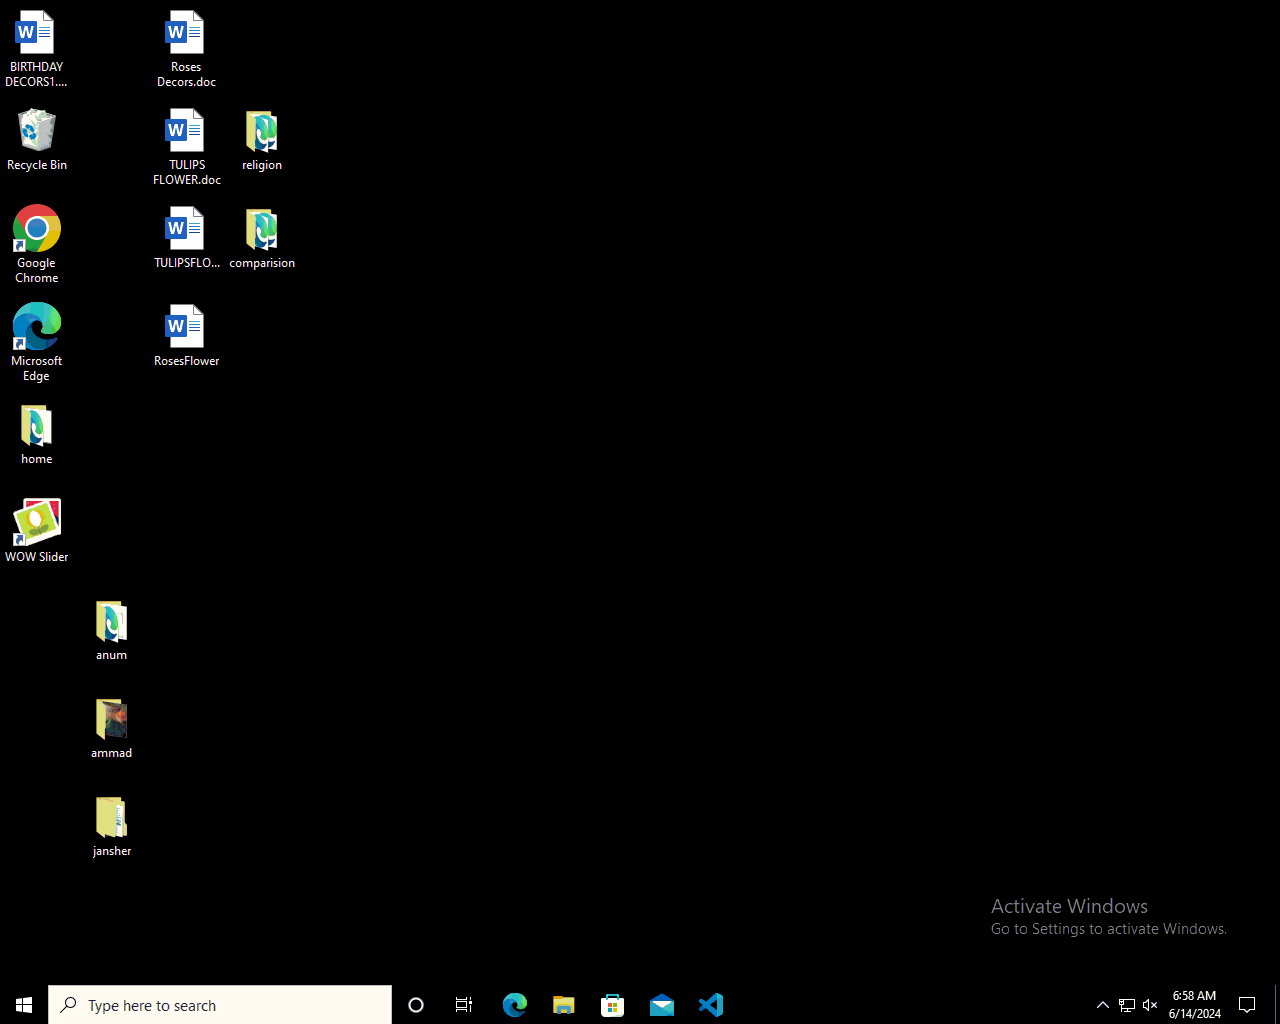 BIRTHDAY
DECORS1....
Recycle Bin
Google
Chrome
Microsoft
Edge
home
WOW Slider
anum
ammad
jansher
Roses
Decors.doc
TULIPS
FLOWER.doc
TULIPSFLO...
RosesFlower
religion
comparision
Activate Windows
Go to Settings to activate Windows.
Type here to search
6:58 AM
6/14/2024